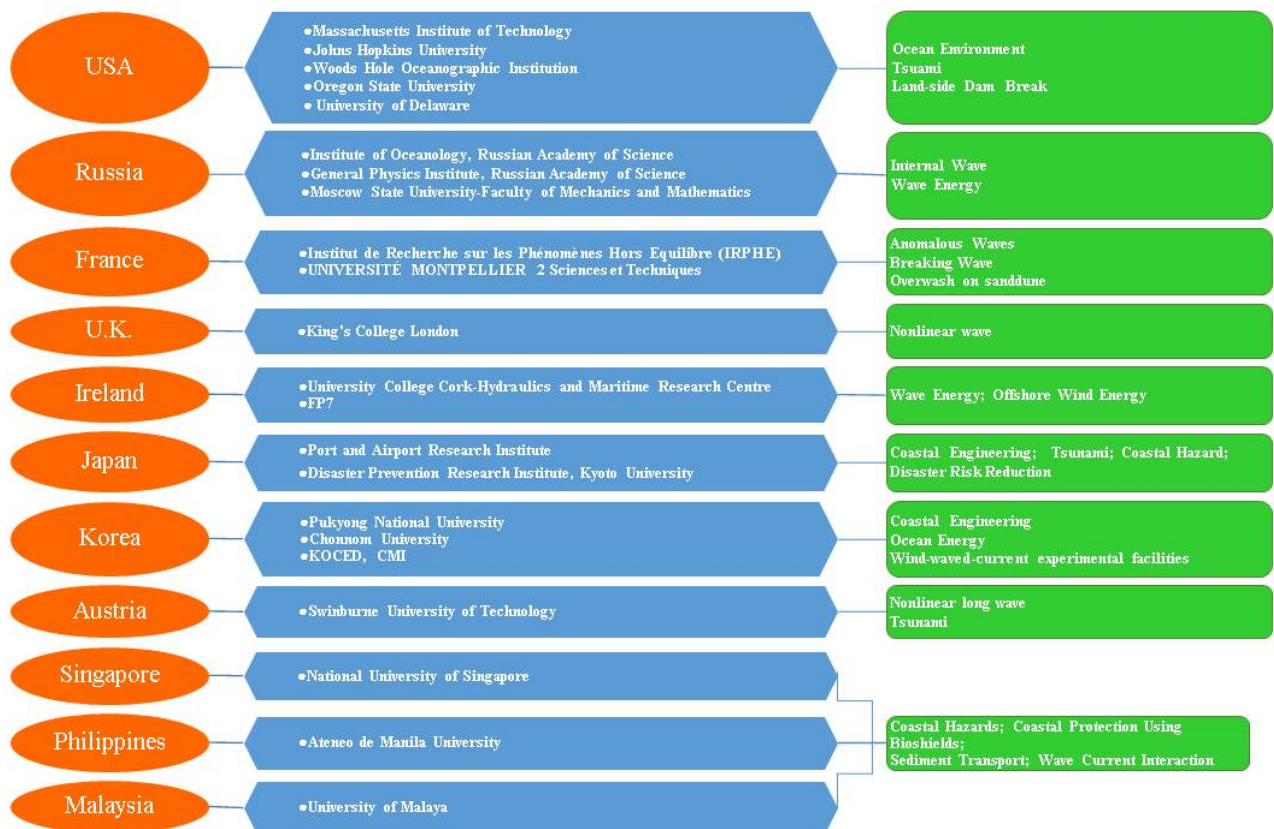 USA
●Massachusetts Institute of Technology
●Johns Hopkins University
●Woods Hole Oceanographic Institution
●Oregon State University
● University of Delaware
Ocean Environment
Tsuami
Land-side Dam Break
Russia
●Institute of Oceanology, Russian Academy of Science
●General Physics Institute, Russian Academy of Science
●Moscow State University-Faculty of Mechanics and Mathematics
Internal Wave
Wave Energy
France
●Institut de Recherche sur les Phénomènes Hors Equilibre (IRPHE)
●UNIVERSITÉ MONTPELLIER 2 Sciences et Techniques
Anomalous Waves
Breaking Wave
Overwash on sanddune
U.K.
●King's College London
Nonlinear wave
Ireland
●University College Cork-Hydraulics and Maritime Research Centre
●FP7
Wave Energy; Offshore Wind Energy
Japan
●Port and Airport Research Institute
●Disaster Prevention Research Institute, Kyoto University
Coastal Engineering; Tsunami; Coastal Hazard;
Disaster Risk Reduction
Korea
●Pukyong National University
●Chonnom University
●KOCED, CMI
Coastal Engineering
Ocean Energy
Wind-waved-current experimental facilities
Austria
●Swinburne University of Technology
Nonlinear long wave
Tsunami
Singapore
●National University of Singapore
Philippines
●Ateneo de Manila University
Malaysia
●University of Malaya
Coastal Hazards; Coastal Protection Using
Bioshields;
Sediment Transport; Wave Current Interaction